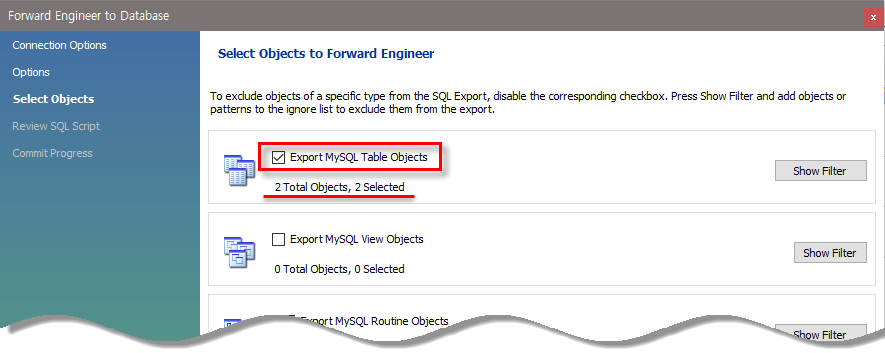 Forward Engineer to Database
x
Connection Options
Options
Select Objects
Review SQL Script
Commit Progress
Select Objects to Forward Engineer
To exclude objects of a specific type from the SQL Export, disable the corresponding checkbox. Press Show Filter and add objects or
patterns to the ignore list to exclude them from the export.
Export MySQL Table Objects
2 Total Objects, 2 Selected
Show Filter
Export MySQL View Objects
0 Total Objects, 0 Selected
Show Filter
Export MySQL Routine Objects
Show Filter